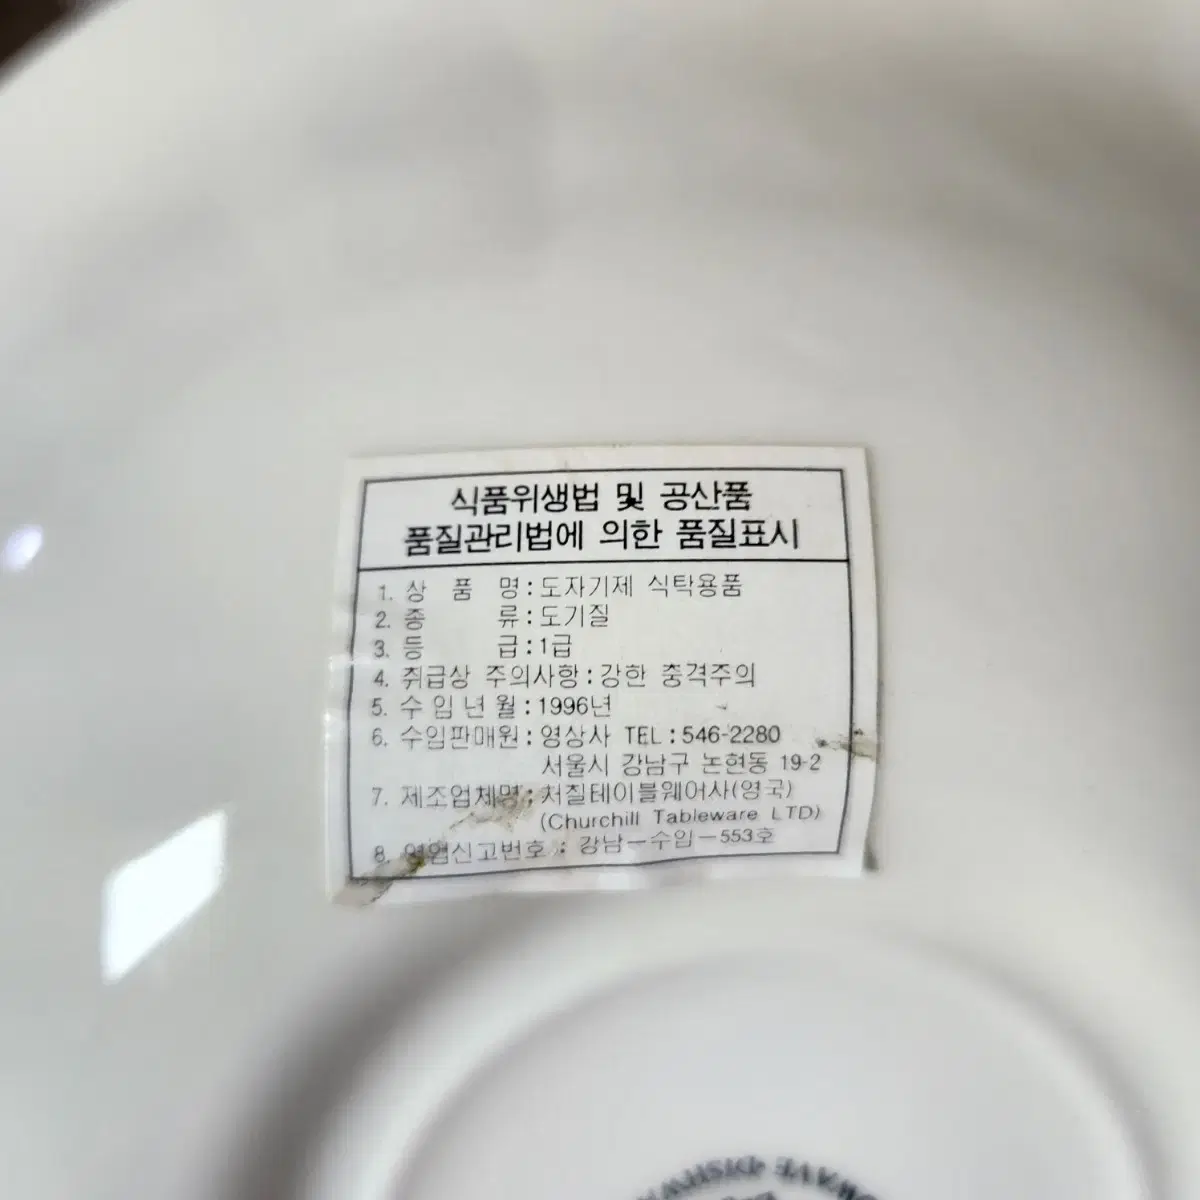 식품위생법 및 공산품
품질관리법에 의한 품질표시
1. 상 품 명 : 도자기제 식탁용품
2. 종 류 : 도기질
3. 등 급 : 1급
4. 취급상 주의사항 : 강한 충격주의
5. 수 입 년 월 : 1996년
6. 수입판매원 : 영상사 TEL : 546-2280
서울시 강남구 논현동 19-2
7. 제조업체명 : 처칠테이블웨어사(영국)
(Churchill Tableware LTD)
8. 영업신고번호 : 강남-수입-553호
DISHWA